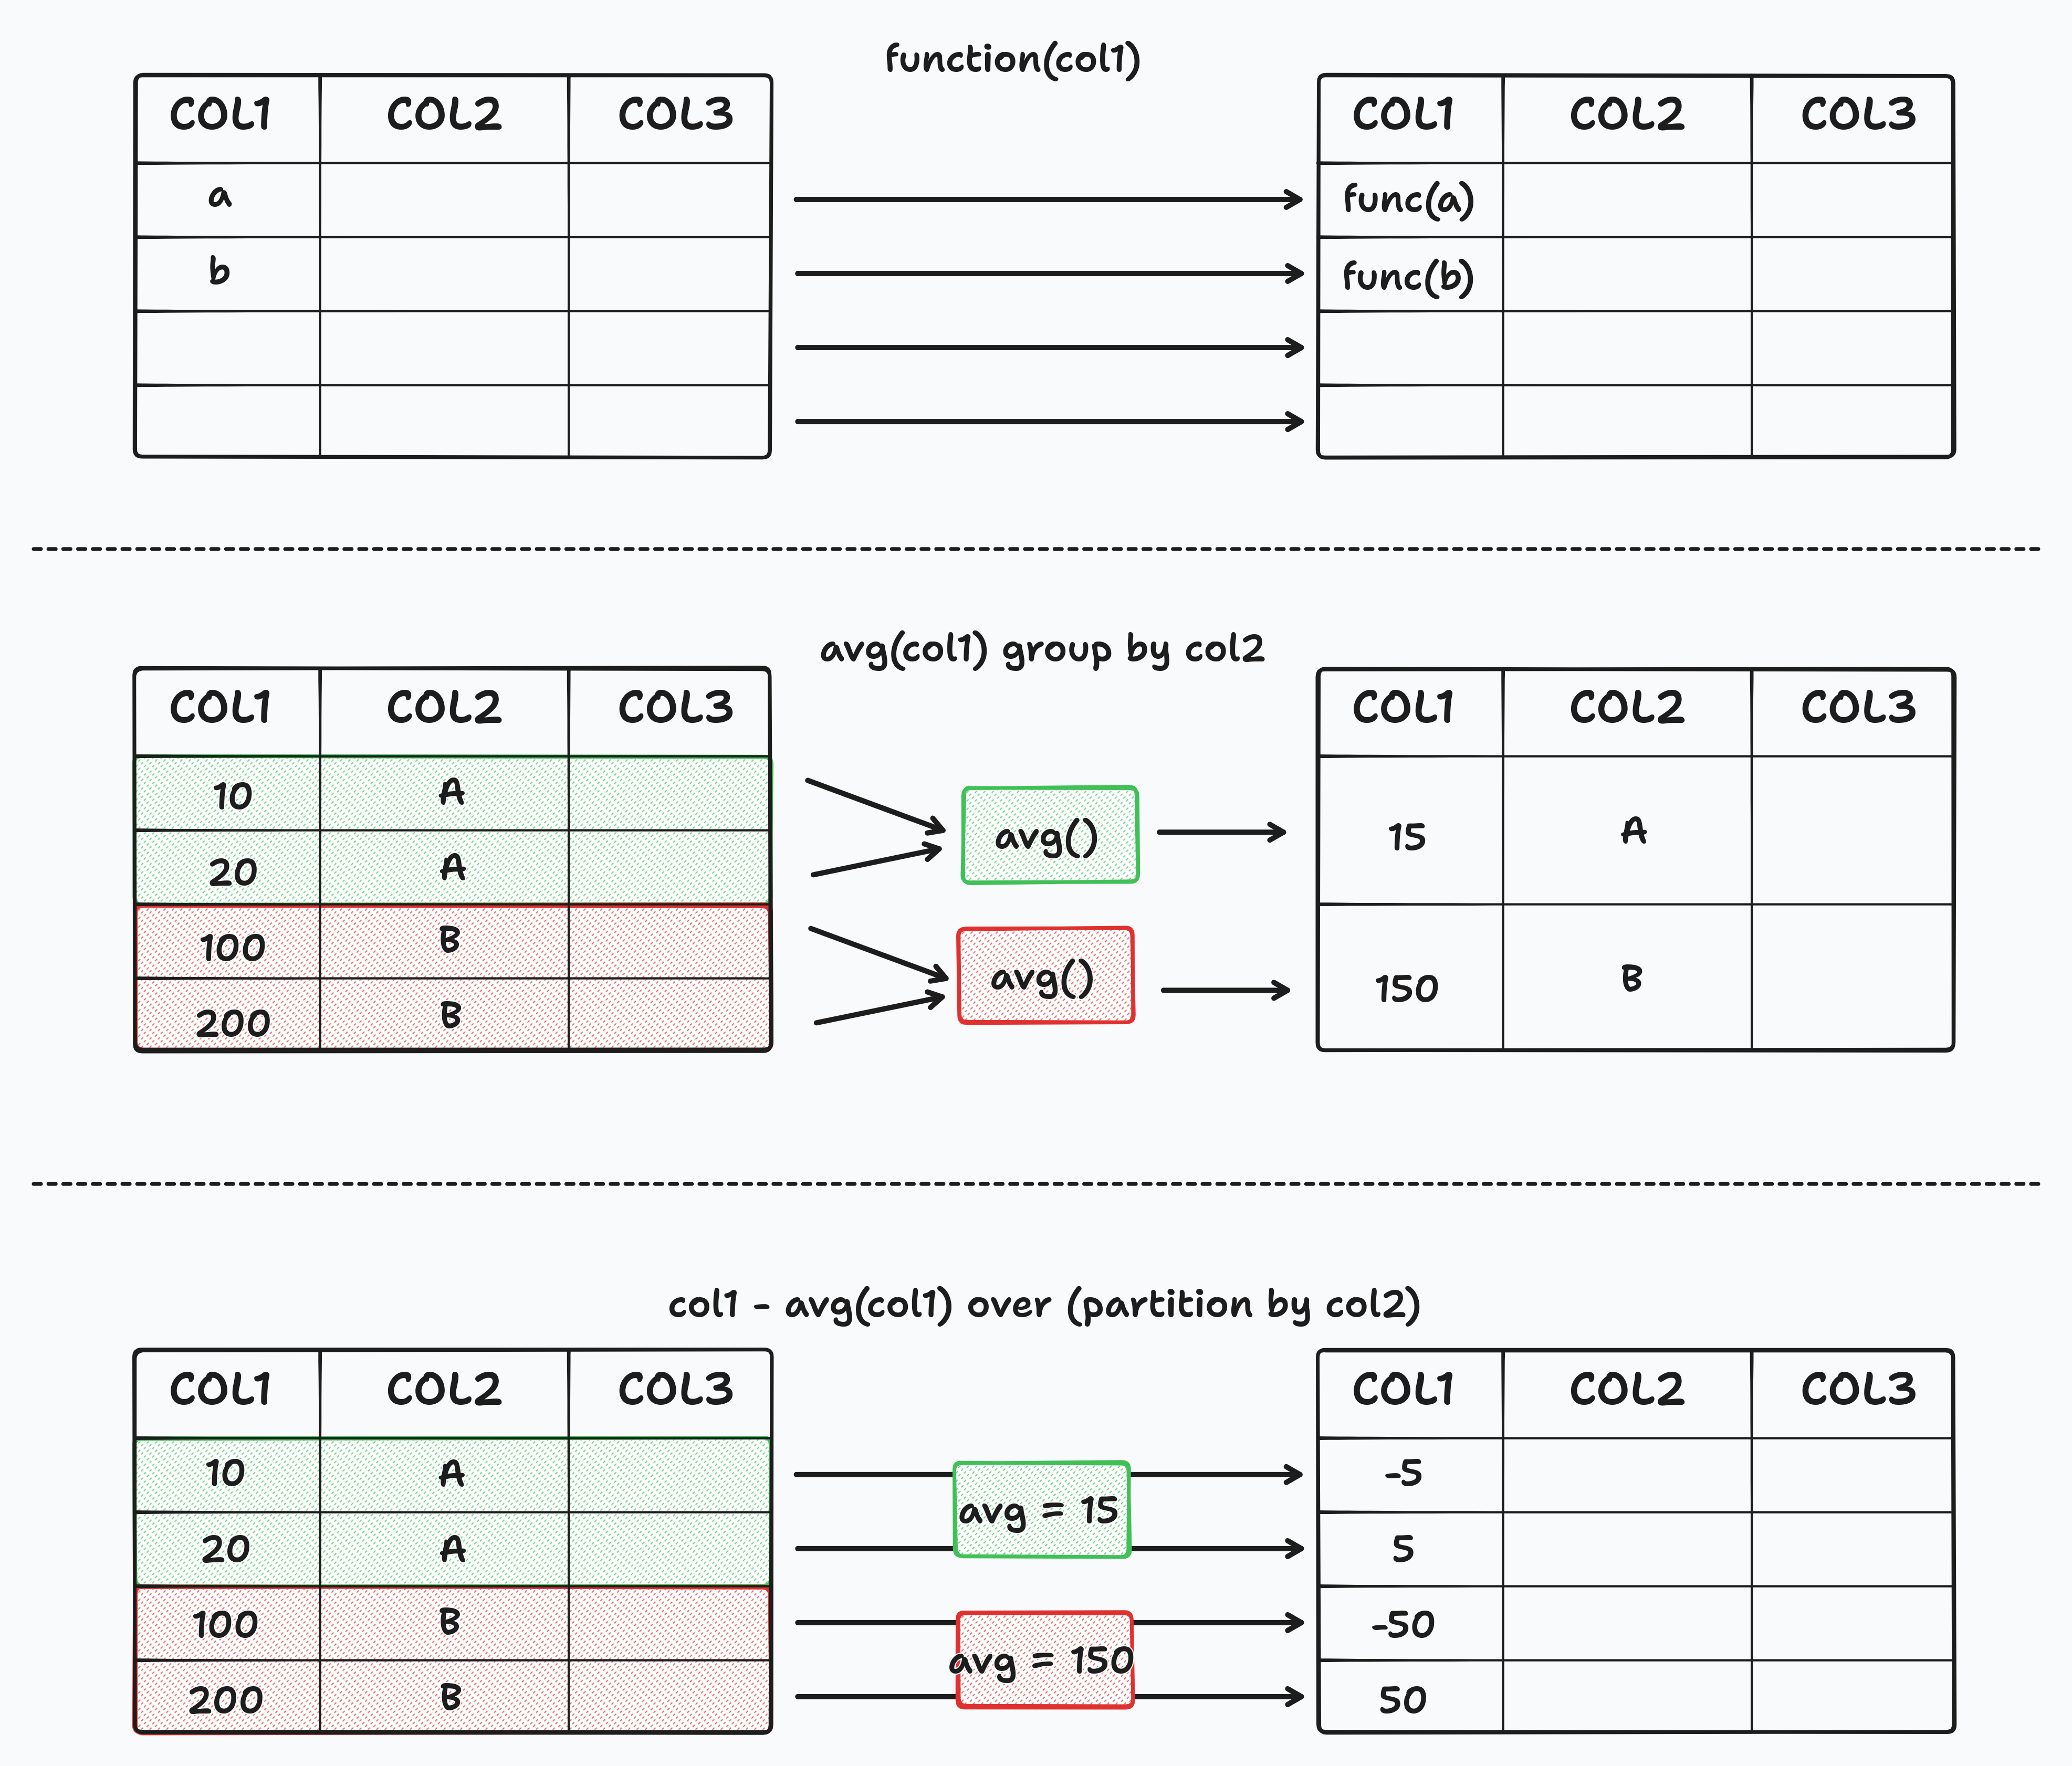 function(col1)
COL1 COL2 COL3 COL1 COL2 COL3
a func(a)
b func(b)
avg(col1) group by col2
COL1 COL2 COL3 COL1 COL2 COL3
10 A
20 A
avg()
15 A
100 B
200 B
avg()
150 B
col1 - avg(col1) over (partition by col2)
COL1 COL2 COL3 COL1 COL2 COL3
10 A -5
avg = 15
20 A 5
100 B -50
avg = 150
200 B 50